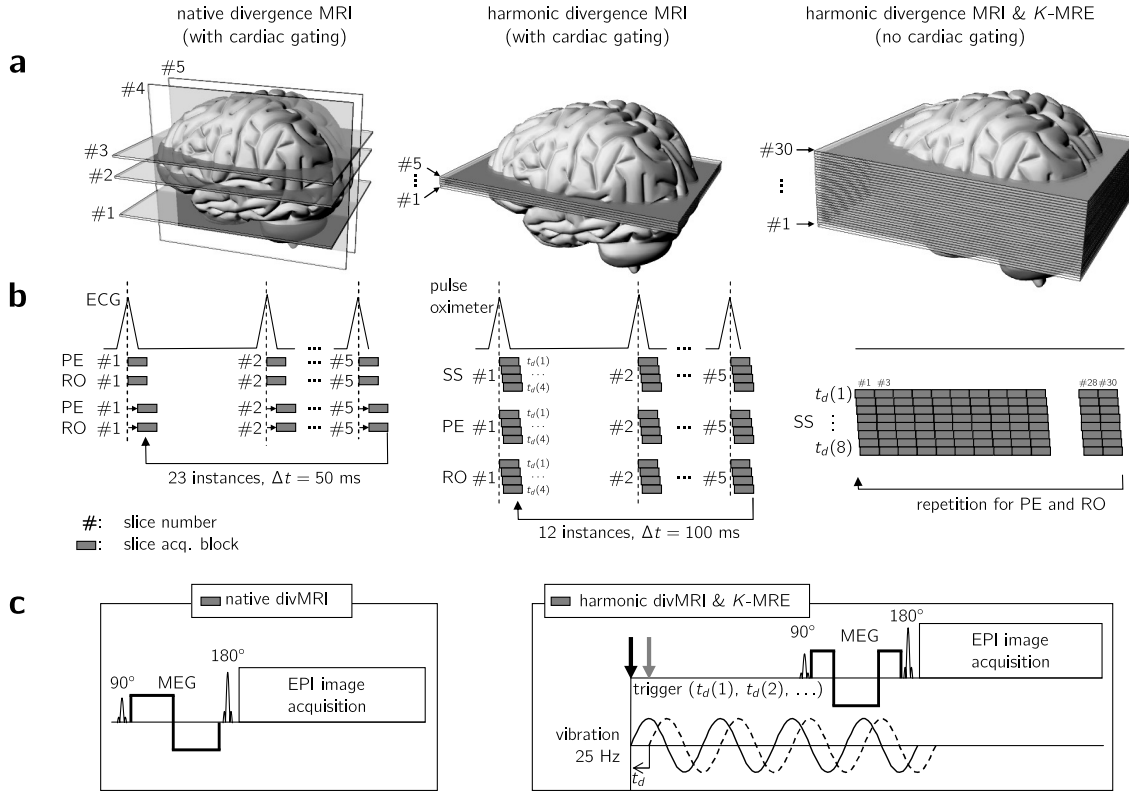 native divergence MRI
(with cardiac gating)
harmonic divergence MRI
(with cardiac gating)
harmonic divergence MRI & K-MRE
(no cardiac gating)
a
#5
#4
#3
#2
#1
#5
#1
#30
#1
b
ECG
PE #1 #2 #5
RO #1 #2 #5
PE #1 #2 #5
RO #1 #2 #5
23 instances, Δt = 50 ms
#: slice number
: slice acq. block
pulse
oximeter
SS #1 t_d(1) ... t_d(4) #2 #5
PE #1 t_d(1) ... t_d(4) #2 #5
RO #1 t_d(1) ... t_d(4) #2 #5
12 instances, Δt = 100 ms
#1 #3 #28 #30
t_d(1)
SS
t_d(8)
repetition for PE and RO
c
native divMRI
90°
MEG
180°
EPI image
acquisition
harmonic divMRI & K-MRE
90°
MEG
180°
EPI image
acquisition
trigger (t_d(1), t_d(2), ...)
vibration
25 Hz
t_d